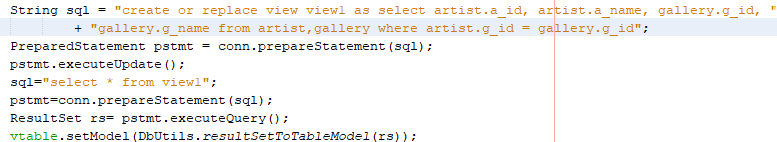 String sql = "create or replace view view1 as select artist.a_id, artist.a_name, gallery.g_id, "
+ "gallery.g_name from artist,gallery where artist.g_id = gallery.g_id";
PreparedStatement pstmt = conn.prepareStatement(sql);
pstmt.executeUpdate();
sql="select * from view1";
pstmt=conn.prepareStatement(sql);
ResultSet rs= pstmt.executeQuery();
vtable.setModel(DbUtils.resultSetToTableModel(rs));